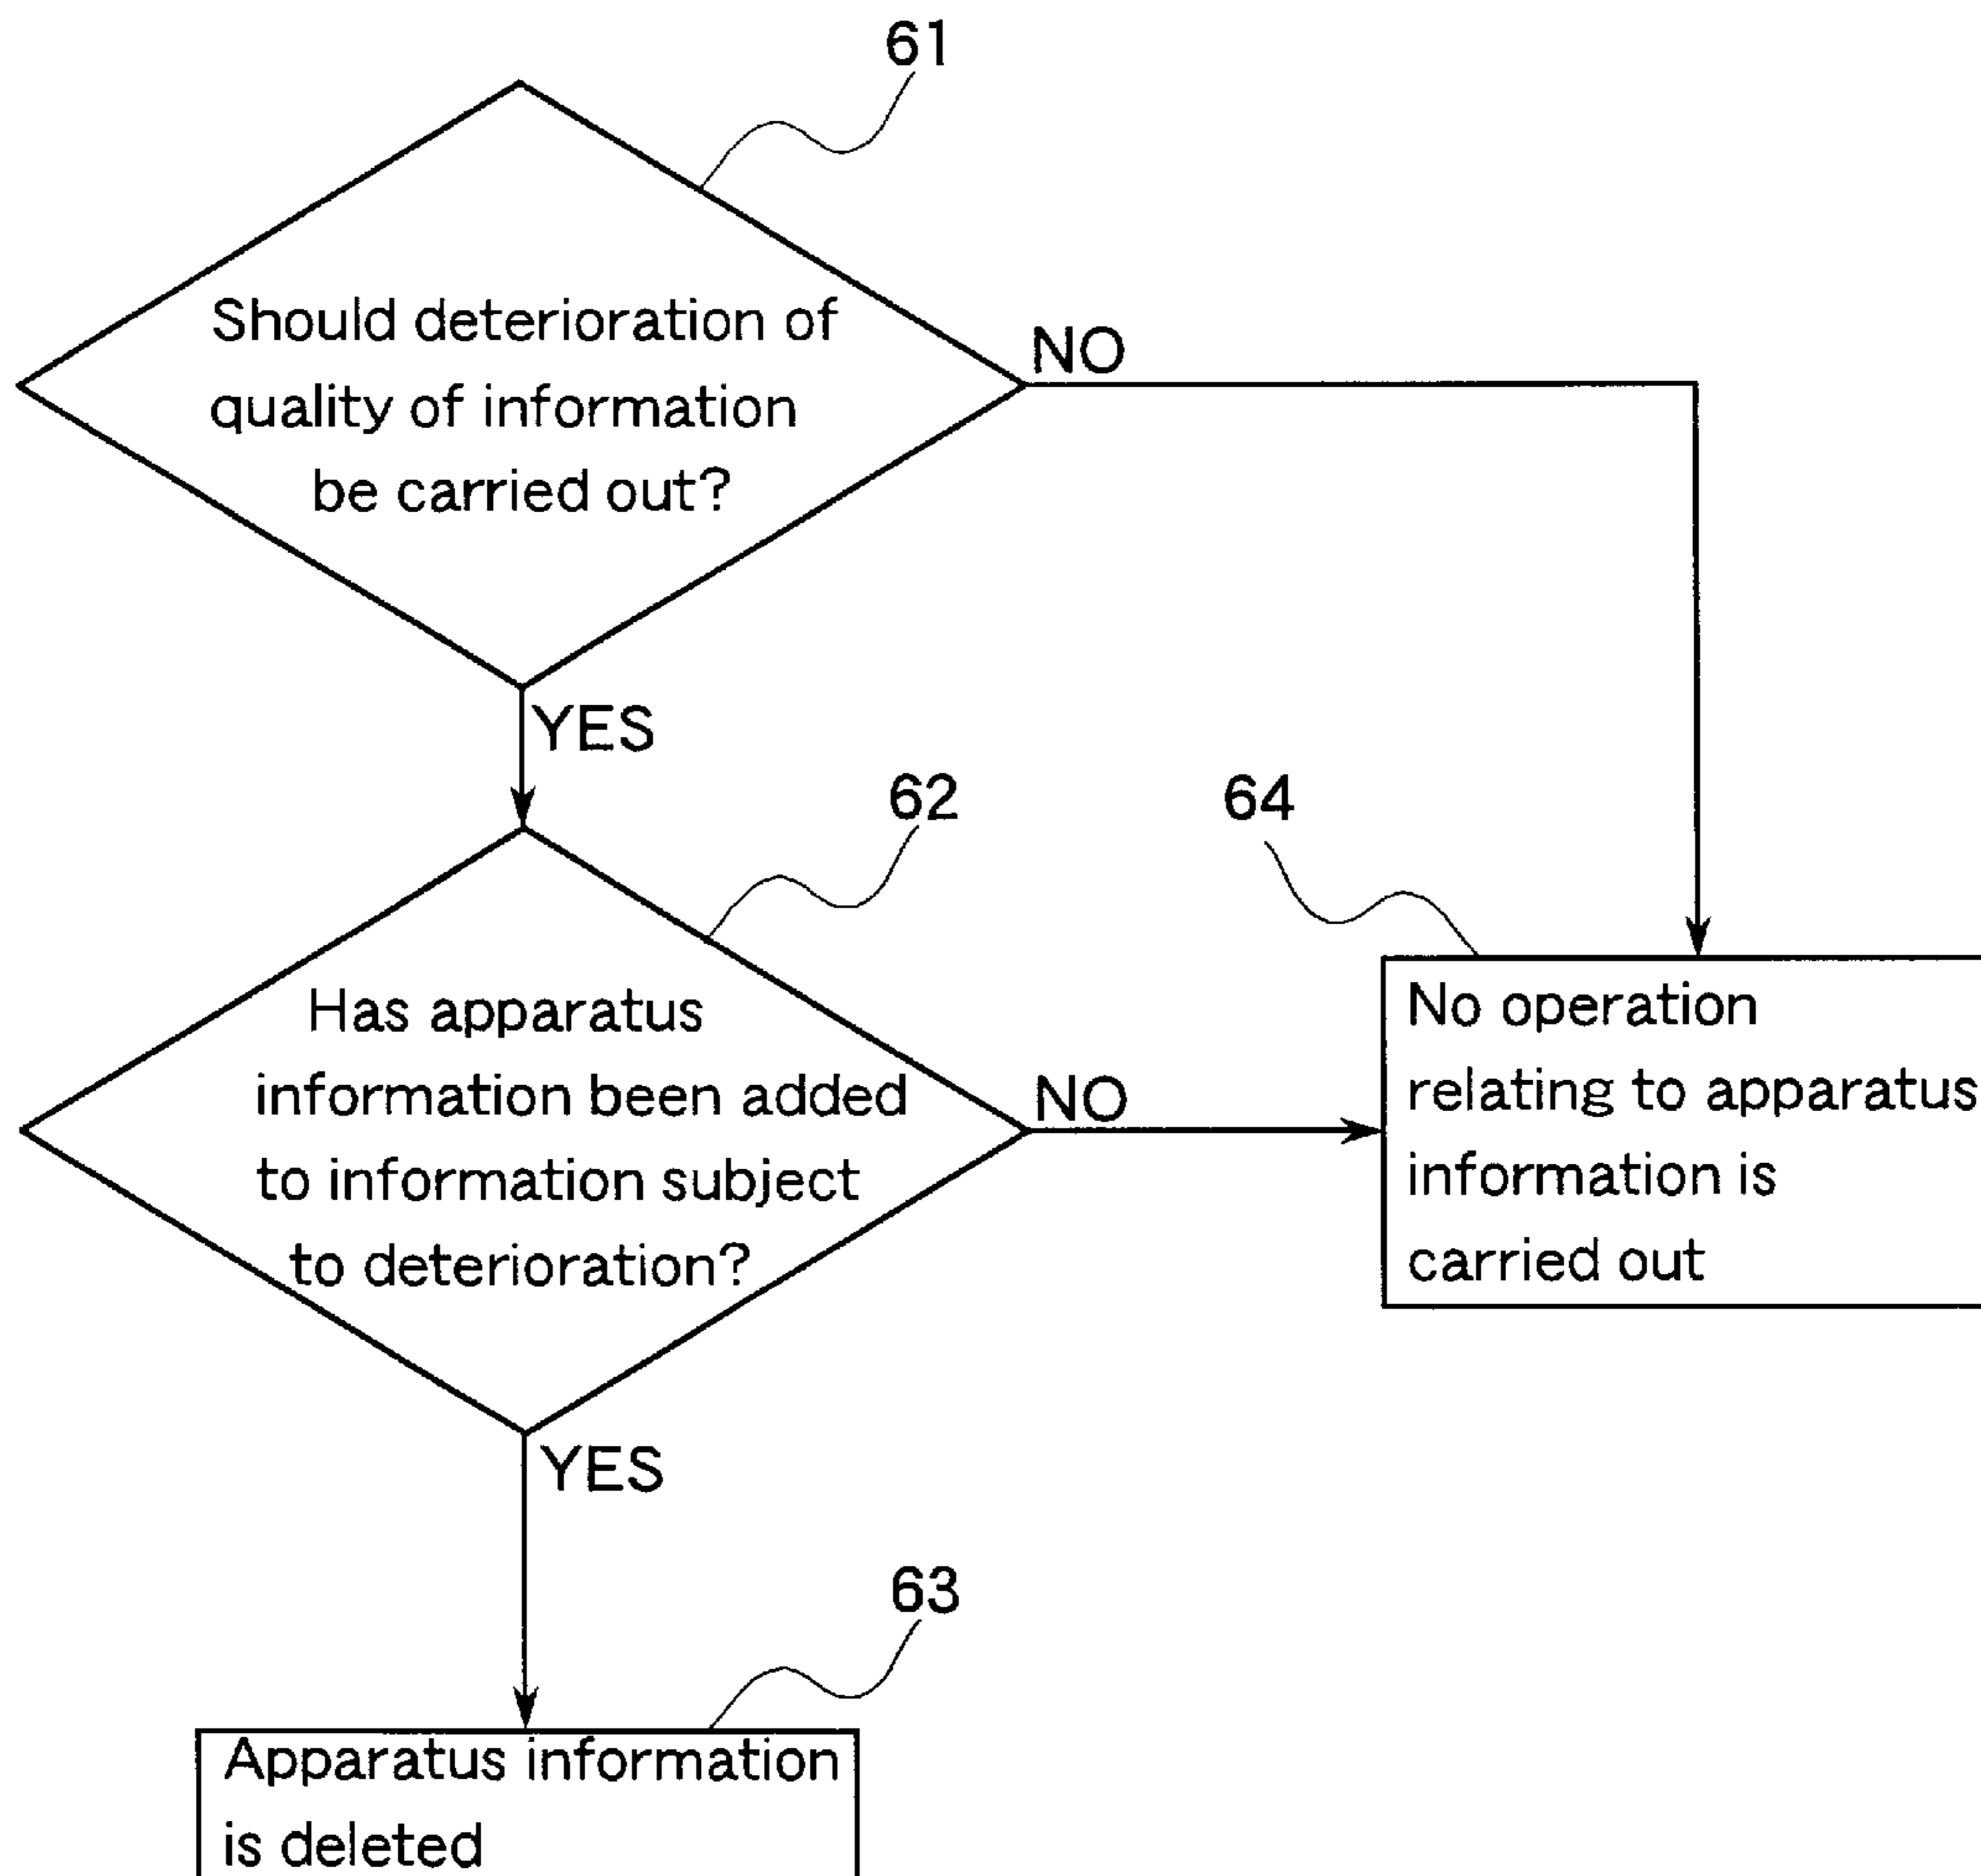 61
Should deterioration of
quality of information
be carried out?
NO
YES
62
64
Has apparatus
information been added
to information subject
to deterioration?
NO
No operation
relating to apparatus
information is
carried out
YES
63
Apparatus information
is deleted